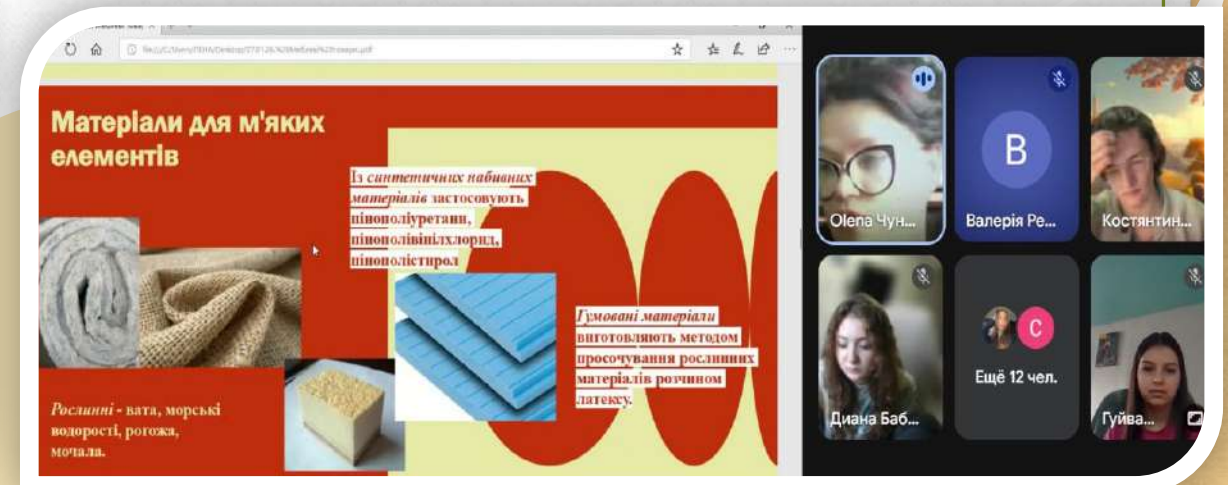 Матеріали для м'яких
елементів
Із синтетичних набивних
матеріалів застосовують
пінополіуретани,
пінополівінілхлорид,
пінополістирол
Гумовані матеріали
виготовляють методом
просочування рослинних
матеріалів розчином
латексу.
Рослинні - вата, морські
водорості, рогожа,
мочала.
Olena Чун...
В
Валерія Ре...
Костянтин...
Диана Баб...
С
Ещё 12 чел.
Гуйва...